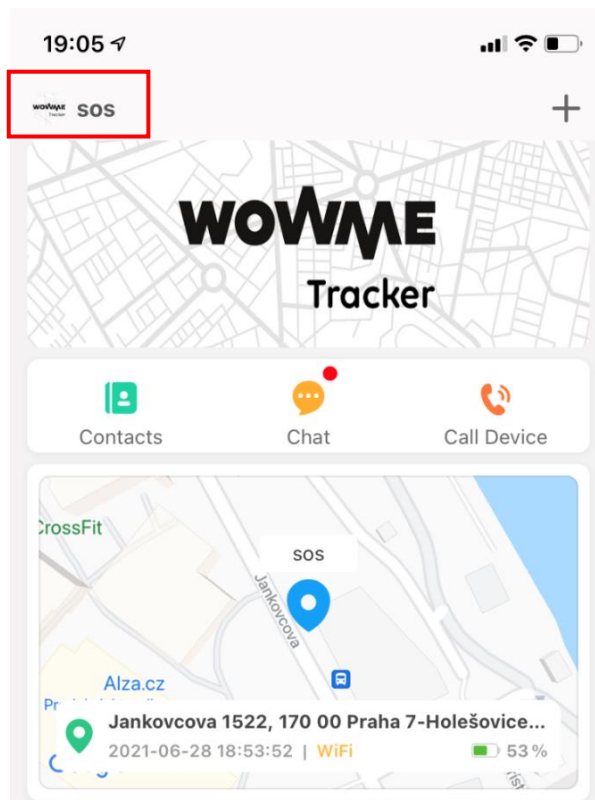 19:05
WOWME
Tracker
sos
WOWME
Tracker
Contacts
Chat
Call Device
CrossFit
sos
Jankovcova
Alza.cz
Jankovcova 1522, 170 00 Praha 7-Holešovice...
2021-06-28 18:53:52 | WiFi
53 %